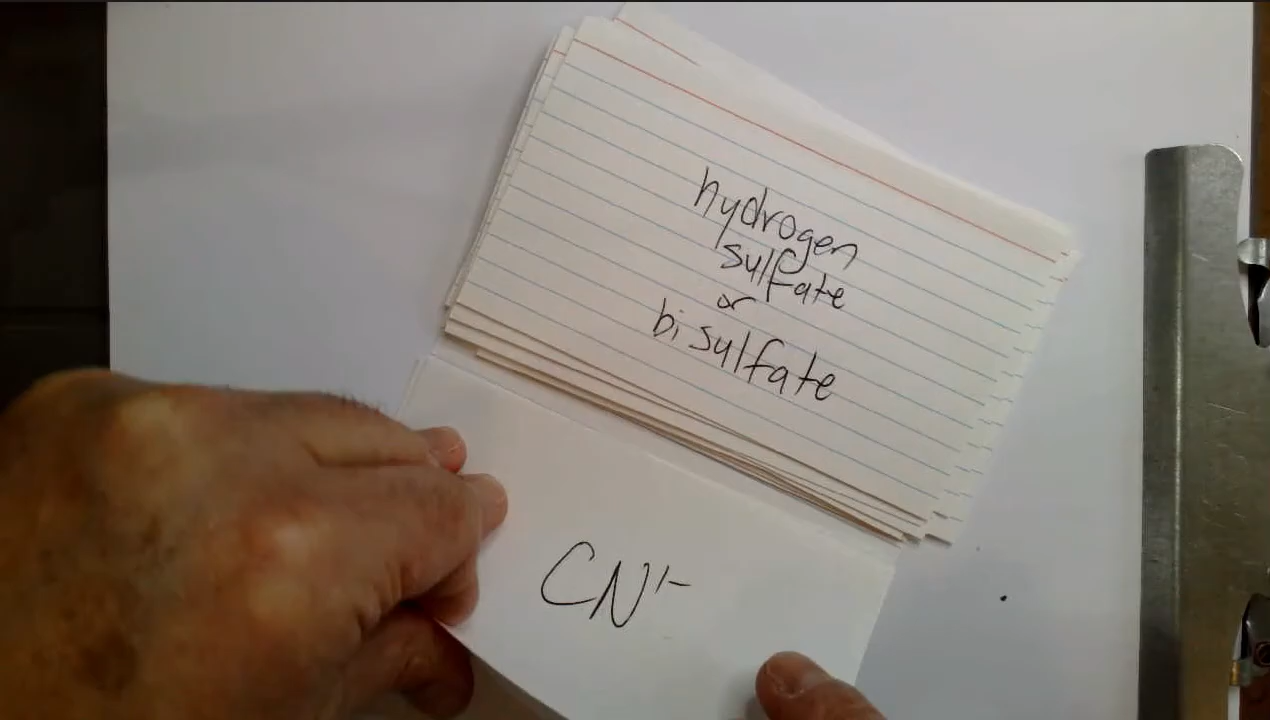 hydrogen
sulfate
or
bisulfate
CN¹⁻